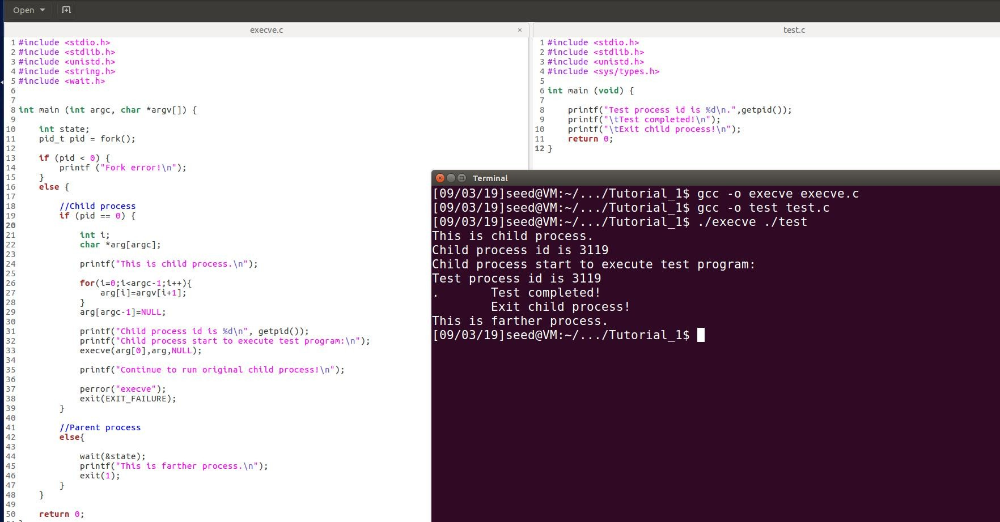 Open
execve.c ×
1 #include <stdio.h>
2 #include <stdlib.h>
3 #include <unistd.h>
4 #include <string.h>
5 #include <wait.h>
6
7
8 int main (int argc, char *argv[]) {
9
10     int state;
11     pid_t pid = fork();
12
13     if (pid < 0) {
14         printf ("Fork error!\n");
15     }
16     else {
17
18         //Child process
19         if (pid == 0) {
20
21             int i;
22             char *arg[argc];
23
24             printf("This is child process.\n");
25
26             for(i=0;i<argc-1;i++){
27                 arg[i]=argv[i+1];
28             }
29             arg[argc-1]=NULL;
30
31             printf("Child process id is %d\n", getpid());
32             printf("Child process start to execute test program:\n");
33             execve(arg[0],arg,NULL);
34
35             printf("Continue to run original child process!\n");
36
37             perror("execve");
38             exit(EXIT_FAILURE);
39         }
40
41         //Parent process
42         else{
43
44             wait(&state);
45             printf("This is farther process.\n");
46             exit(1);
47         }
48     }
49
50     return 0;
test.c
1 #include <stdio.h>
2 #include <stdlib.h>
3 #include <unistd.h>
4 #include <sys/types.h>
5
6 int main (void) {
7
8     printf("Test process id is %d\n.",getpid());
9     printf("\tTest completed!\n");
10     printf("\tExit child process!\n");
11     return 0;
12 }
Terminal
[09/03/19]seed@VM:~/.../Tutorial_1$ gcc -o execve execve.c
[09/03/19]seed@VM:~/.../Tutorial_1$ gcc -o test test.c
[09/03/19]seed@VM:~/.../Tutorial_1$ ./execve ./test
This is child process.
Child process id is 3119
Child process start to execute test program:
Test process id is 3119
.       Test completed!
        Exit child process!
This is farther process.
[09/03/19]seed@VM:~/.../Tutorial_1$